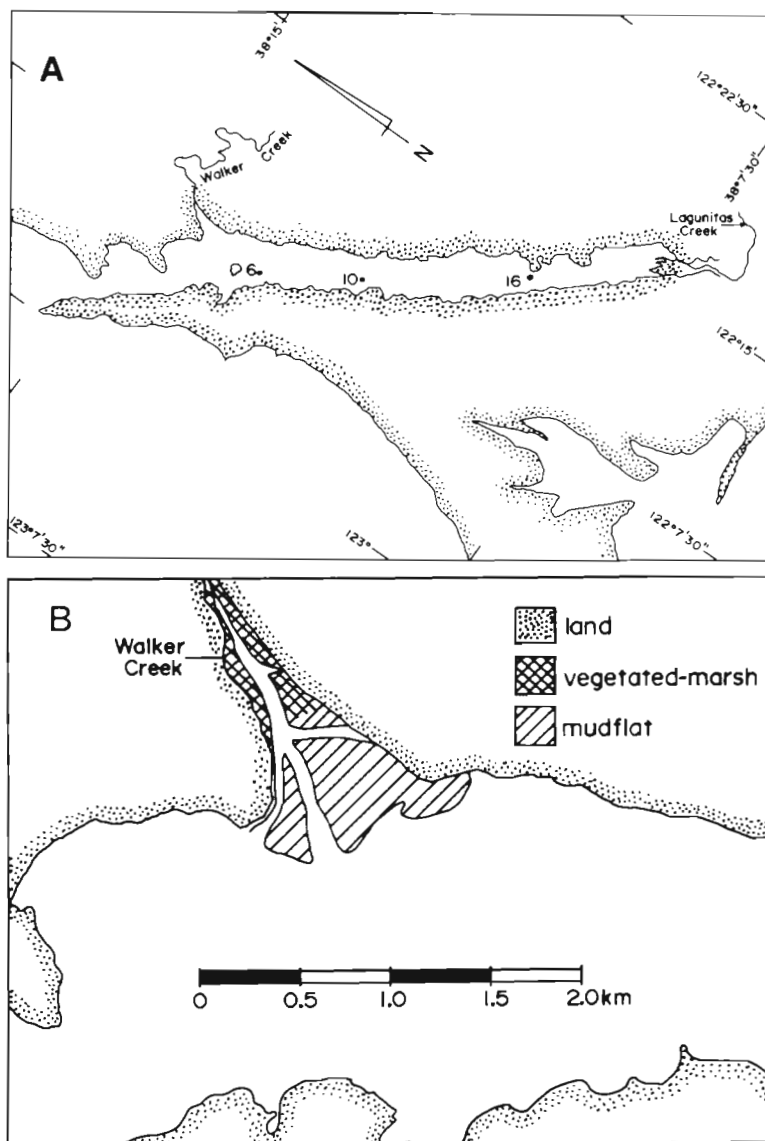 A
38°15'
122°22'30"
38°7'30"
N
Walker Creek
Lagunitas
Creek
6
10
16
122°15'
123°7'30"
123°
122°7'30"
B
Walker
Creek
land
vegetated-marsh
mudflat
0 0.5 1.0 1.5 2.0 km